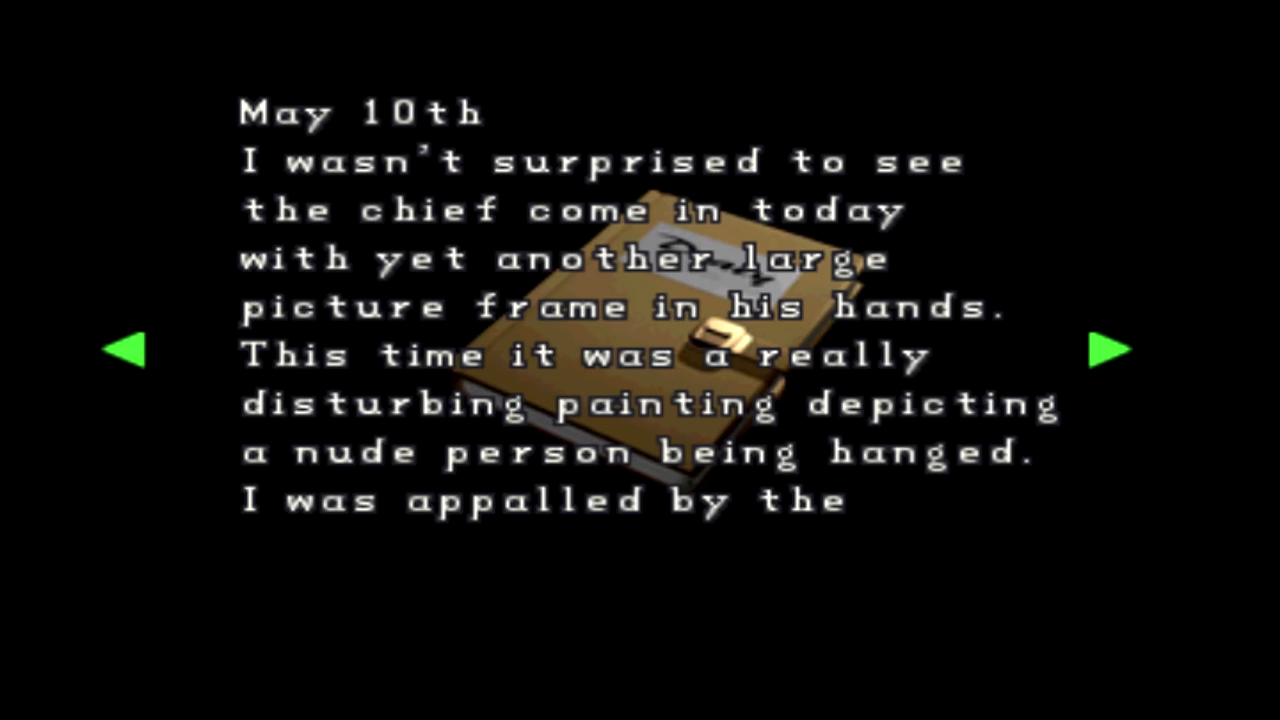 May 10th
I wasn't surprised to see
the chief come in today
with yet another large
picture frame in his hands.
This time it was a really
disturbing painting depicting
a nude person being hanged.
I was appalled by the